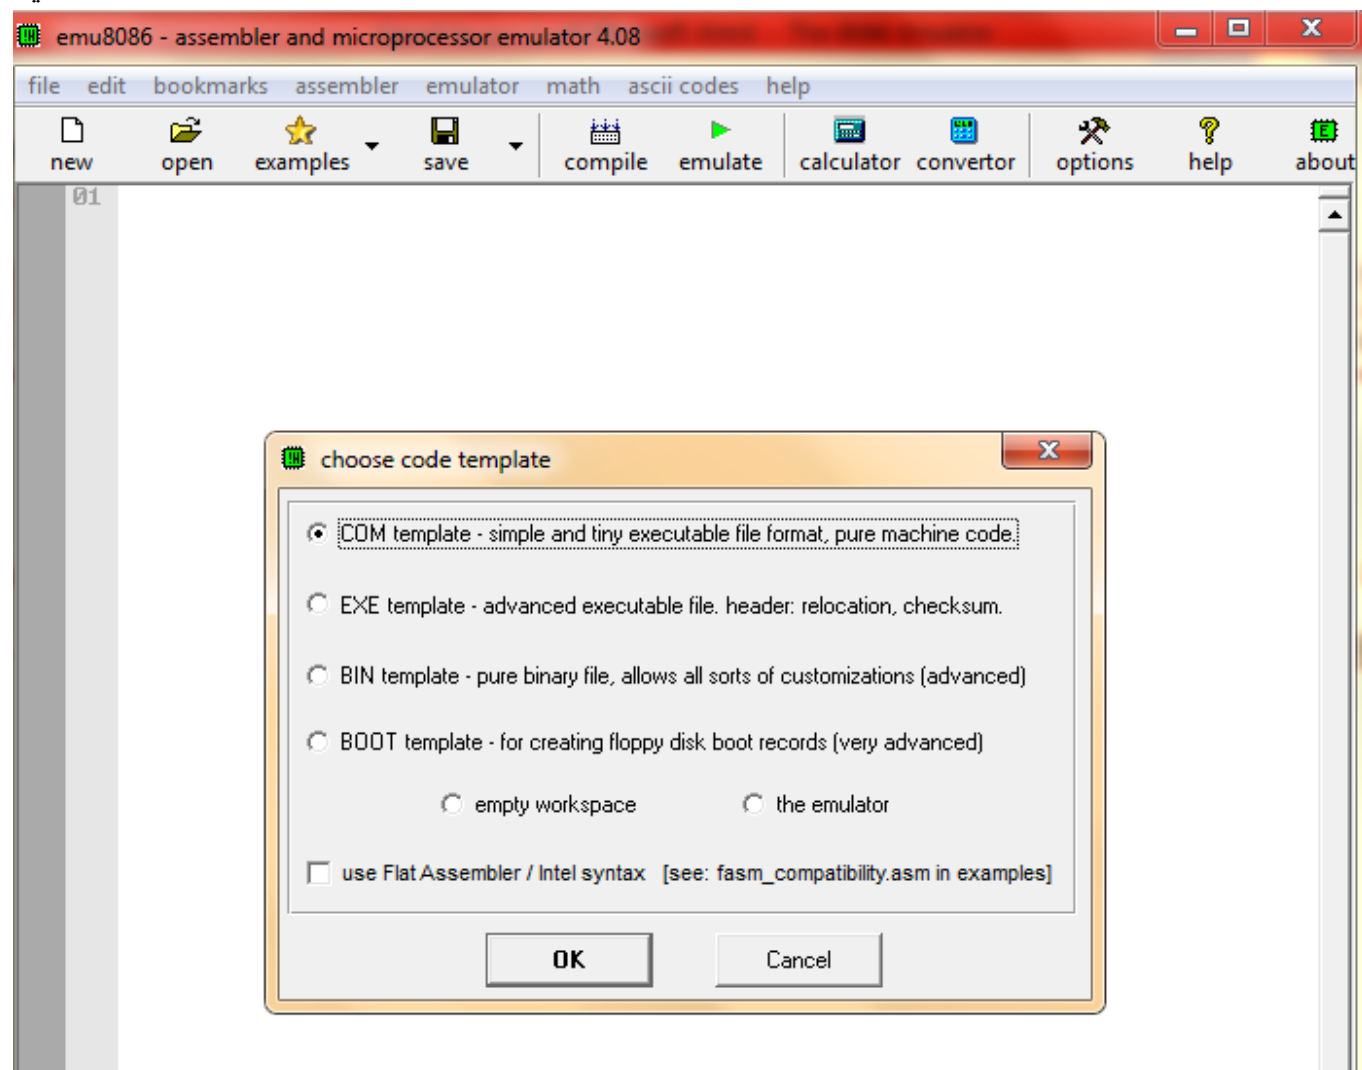 emu8086 - assembler and microprocessor emulator 4.08
file edit bookmarks assembler emulator math ascii codes help
new open examples save compile emulate calculator convertor options help about
01
choose code template
COM template - simple and tiny executable file format, pure machine code.
EXE template - advanced executable file. header: relocation, checksum.
BIN template - pure binary file, allows all sorts of customizations (advanced)
BOOT template - for creating floppy disk boot records (very advanced)
empty workspace the emulator
use Flat Assembler / Intel syntax [see: fasm_compatibility.asm in examples]
OK Cancel